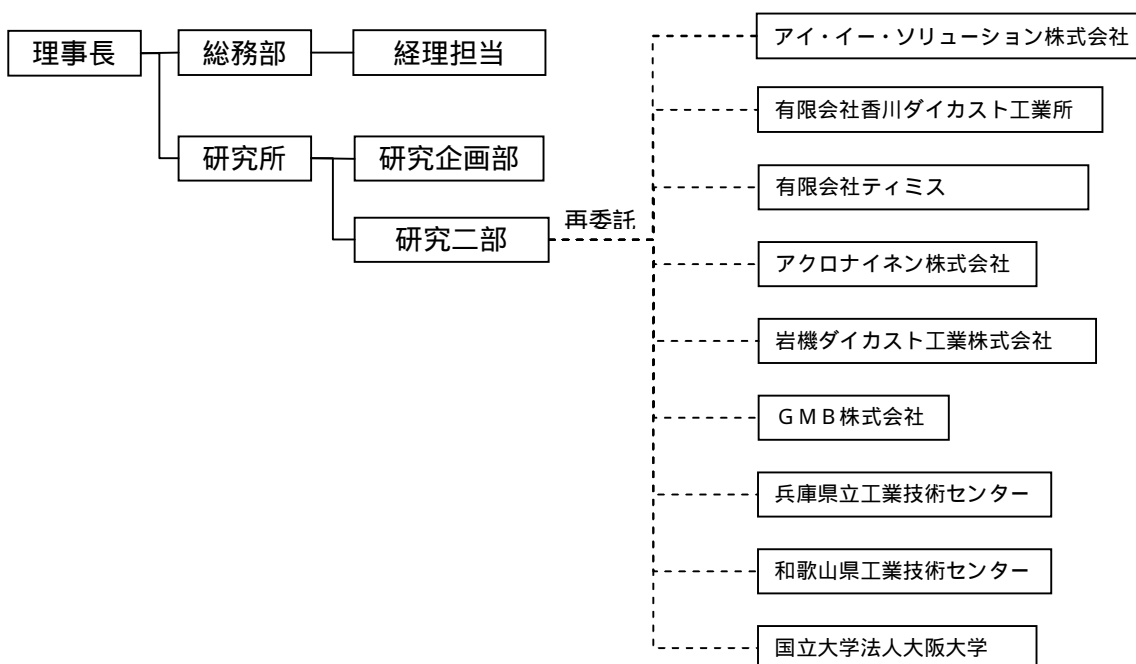 理事長
総務部
経理担当
研究所
研究企画部
研究二部
再委託
アイ・イー・ソリューション株式会社
有限会社香川ダイカスト工業所
有限会社ティミス
アクロナイネン株式会社
岩機ダイカスト工業株式会社
ＧＭＢ株式会社
兵庫県立工業技術センター
和歌山県工業技術センター
国立大学法人大阪大学